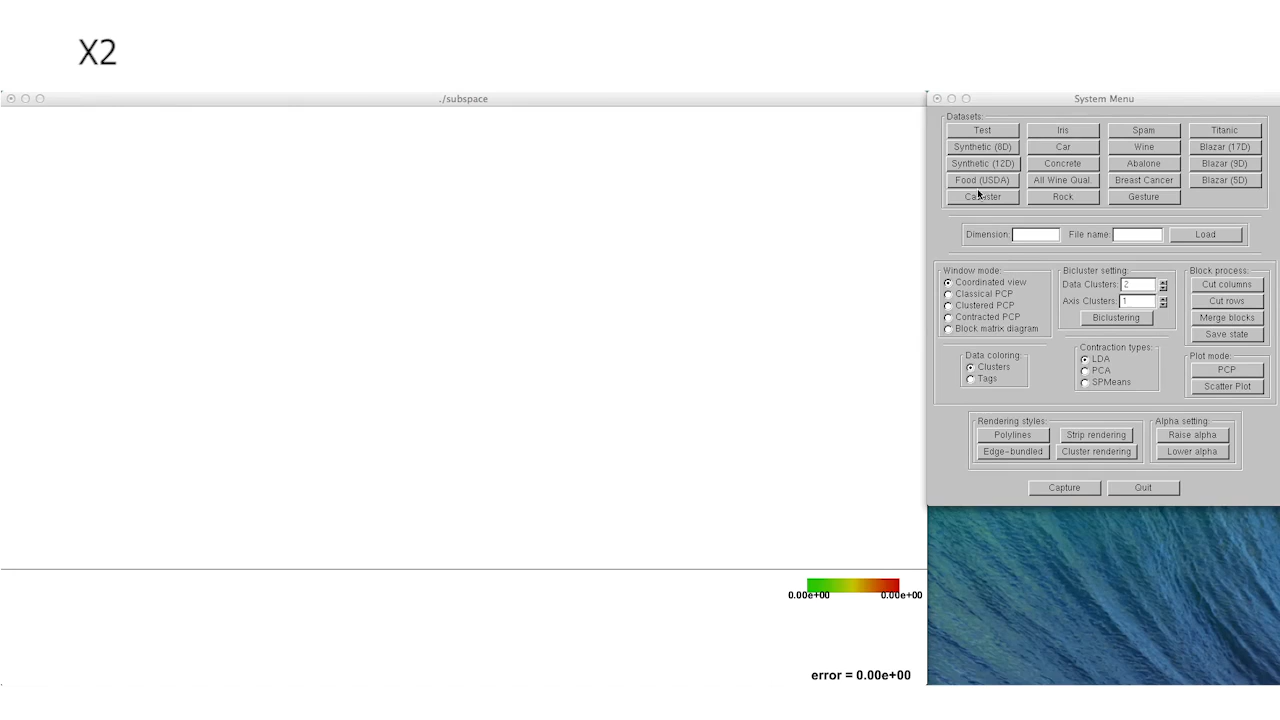 X2
./subspace
System Menu
Datasets:
Test
Iris
Spam
Titanic
Synthetic (8D)
Car
Wine
Blazar (17D)
Synthetic (12D)
Concrete
Abalone
Blazar (9D)
Food (USDA)
All Wine Qual.
Breast Cancer
Blazar (5D)
Rock
Gesture
Dimension:
File name:
Load
Window mode:
Coordinated view
Classical PCP
Clustered PCP
Contracted PCP
Block matrix diagram
Bicluster setting:
Data Clusters: 2
Axis Clusters: 1
Biclustering
Block process:
Cut columns
Cut rows
Merge blocks
Save state
Data coloring:
Clusters
Tags
Contraction types:
LDA
PCA
SPMeans
Plot mode:
PCP
Scatter Plot
Rendering styles:
Polylines
Strip rendering
Edge-bundled
Cluster rendering
Alpha setting:
Raise alpha
Lower alpha
Capture
Quit
0.00e+00
0.00e+00
error = 0.00e+00